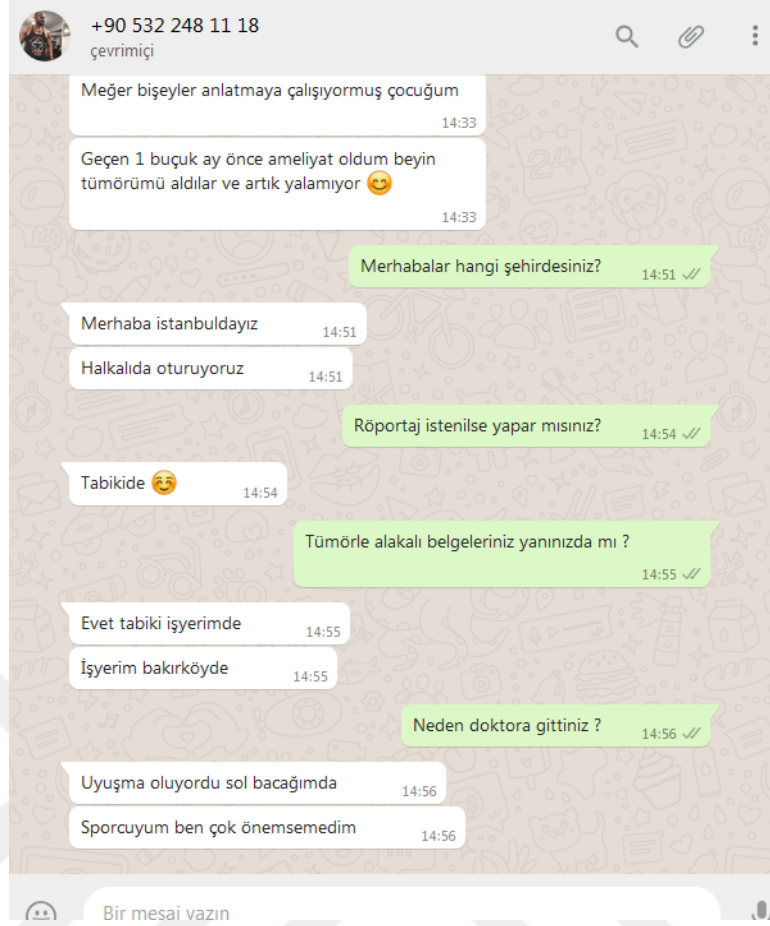 +90 532 248 11 18
çevrimiçi
Meğer bişeyler anlatmaya çalışıyormuş çocuğum
14:33
Geçen 1 buçuk ay önce ameliyat oldum beyin
tümörümü aldılar ve artık yalamıyor 😊
14:33
Merhabalar hangi şehirdesiniz?
14:51
Merhaba istanbuldayız
14:51
Halkalıda oturuyoruz
14:51
Röportaj istenilse yapar mısınız?
14:54
Tabikide ☺️
14:54
Tümörle alakalı belgeleriniz yanınızda mı ?
14:55
Evet tabiki işyerimde
14:55
İşyerim bakırköyde
14:55
Neden doktora gittiniz ?
14:56
Uyuşma oluyordu sol bacağımda
14:56
Sporcuyum ben çok önemsemedim
14:56
Bir mesaj yazın